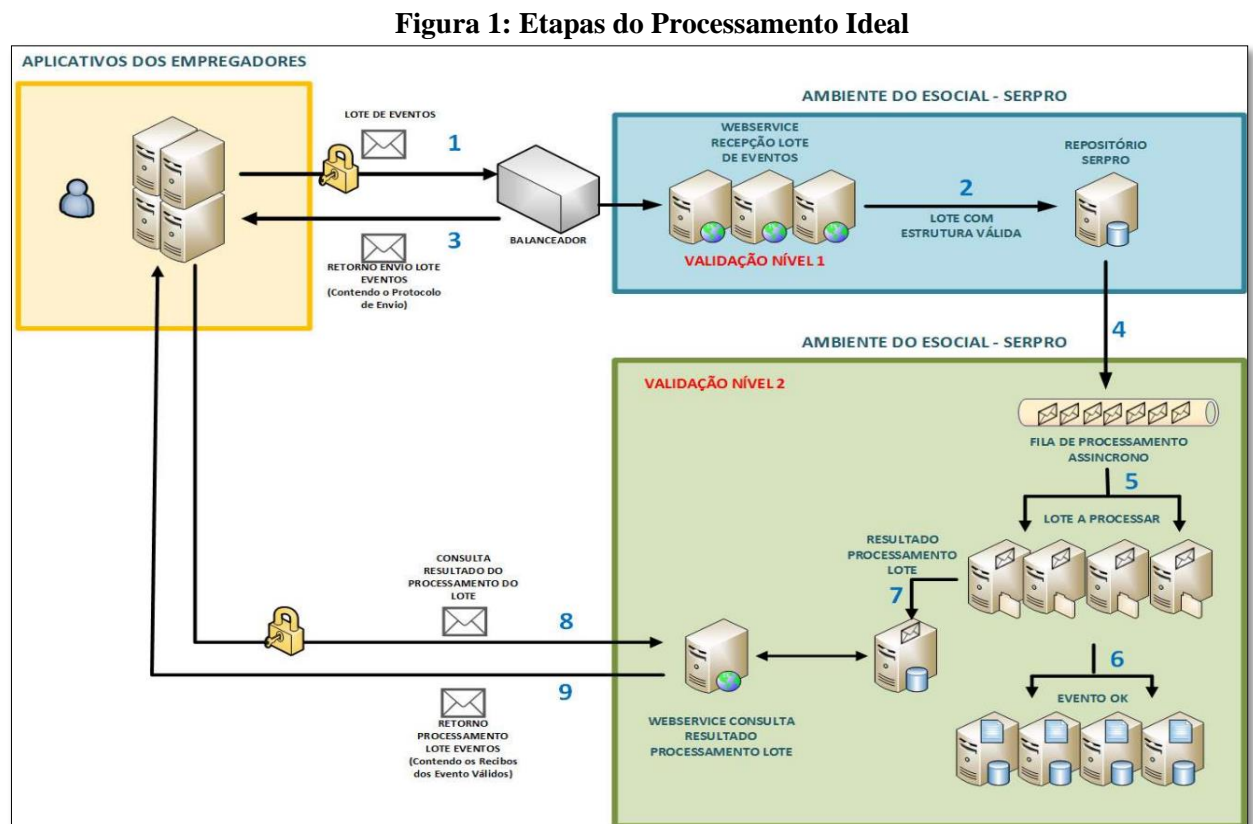 Figura 1: Etapas do Processamento Ideal
APLICATIVOS DOS EMPREGADORES
LOTE DE EVENTOS
1
3
RETORNO ENVIO LOTE
EVENTOS
(Contendo o Protocolo
de Envio)
BALANCEADOR
AMBIENTE DO ESOCIAL - SERPRO
WEBSERVICE
RECEPÇÃO LOTE
DE EVENTOS
VALIDAÇÃO NÍVEL 1
2
LOTE COM
ESTRUTURA VÁLIDA
REPOSITÓRIO
SERPRO
4
AMBIENTE DO ESOCIAL - SERPRO
VALIDAÇÃO NÍVEL 2
FILA DE PROCESSAMENTO
ASSINCRONO
5
LOTE A PROCESSAR
RESULTADO
PROCESSAMENTO
LOTE
7
6
EVENTO OK
CONSULTA
RESULTADO DO
PROCESSAMENTO DO
LOTE
8
9
RETORNO
PROCESSAMENTO
LOTE EVENTOS
(Contendo os Recibos
dos Evento Válidos)
WEBSERVICE CONSULTA
RESULTADO
PROCESSAMENTO LOTE